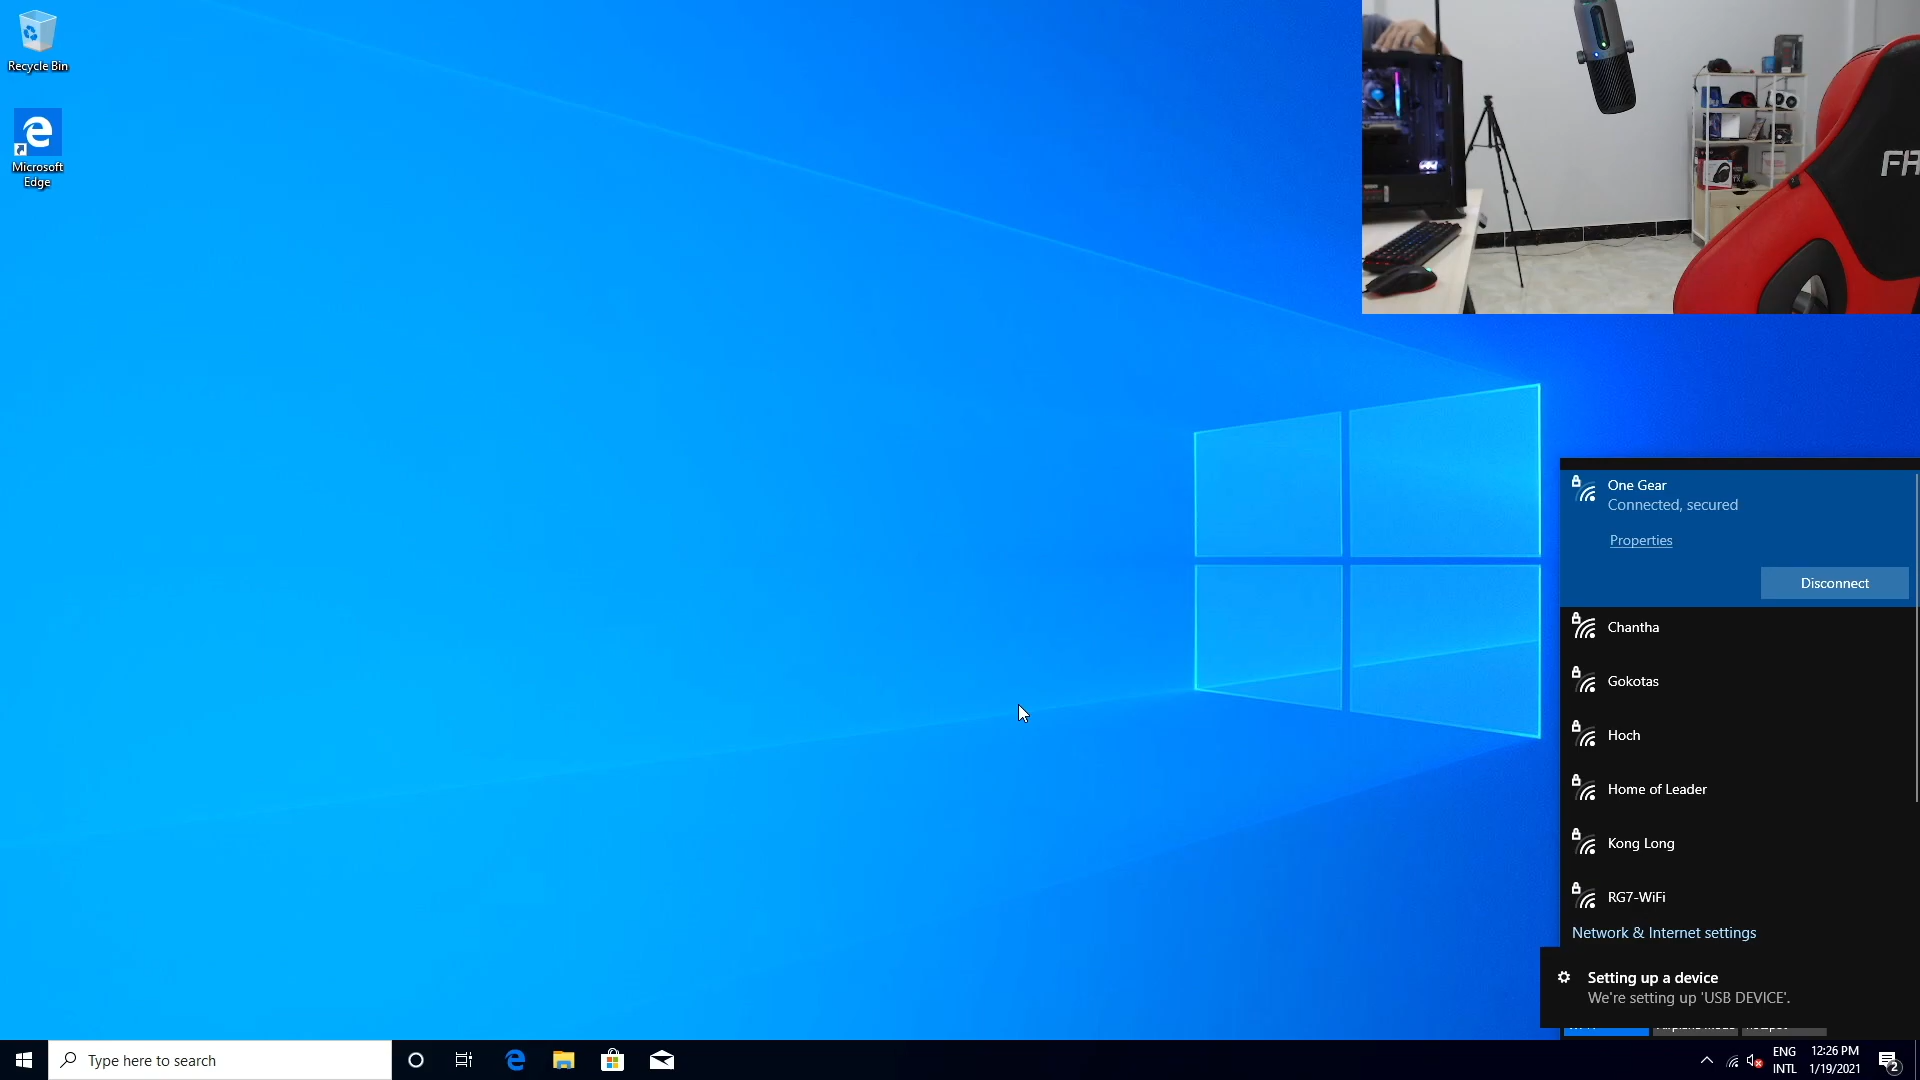 Recycle Bin
Microsoft
Edge
FA
One Gear
Connected, secured
Properties
Disconnect
Chantha
Gokotas
Hoch
Home of Leader
Kong Long
RG7-WiFi
Network & Internet settings
Setting up a device
We're setting up 'USB DEVICE'.
Type here to search
ENG
INTL
12:26 PM
1/19/2021
2